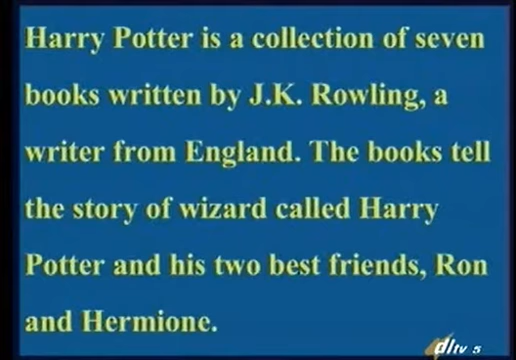 Harry Potter is a collection of seven
books written by J.K. Rowling, a
writer from England. The books tell
the story of wizard called Harry
Potter and his two best friends, Ron
and Hermione.
dltv 5